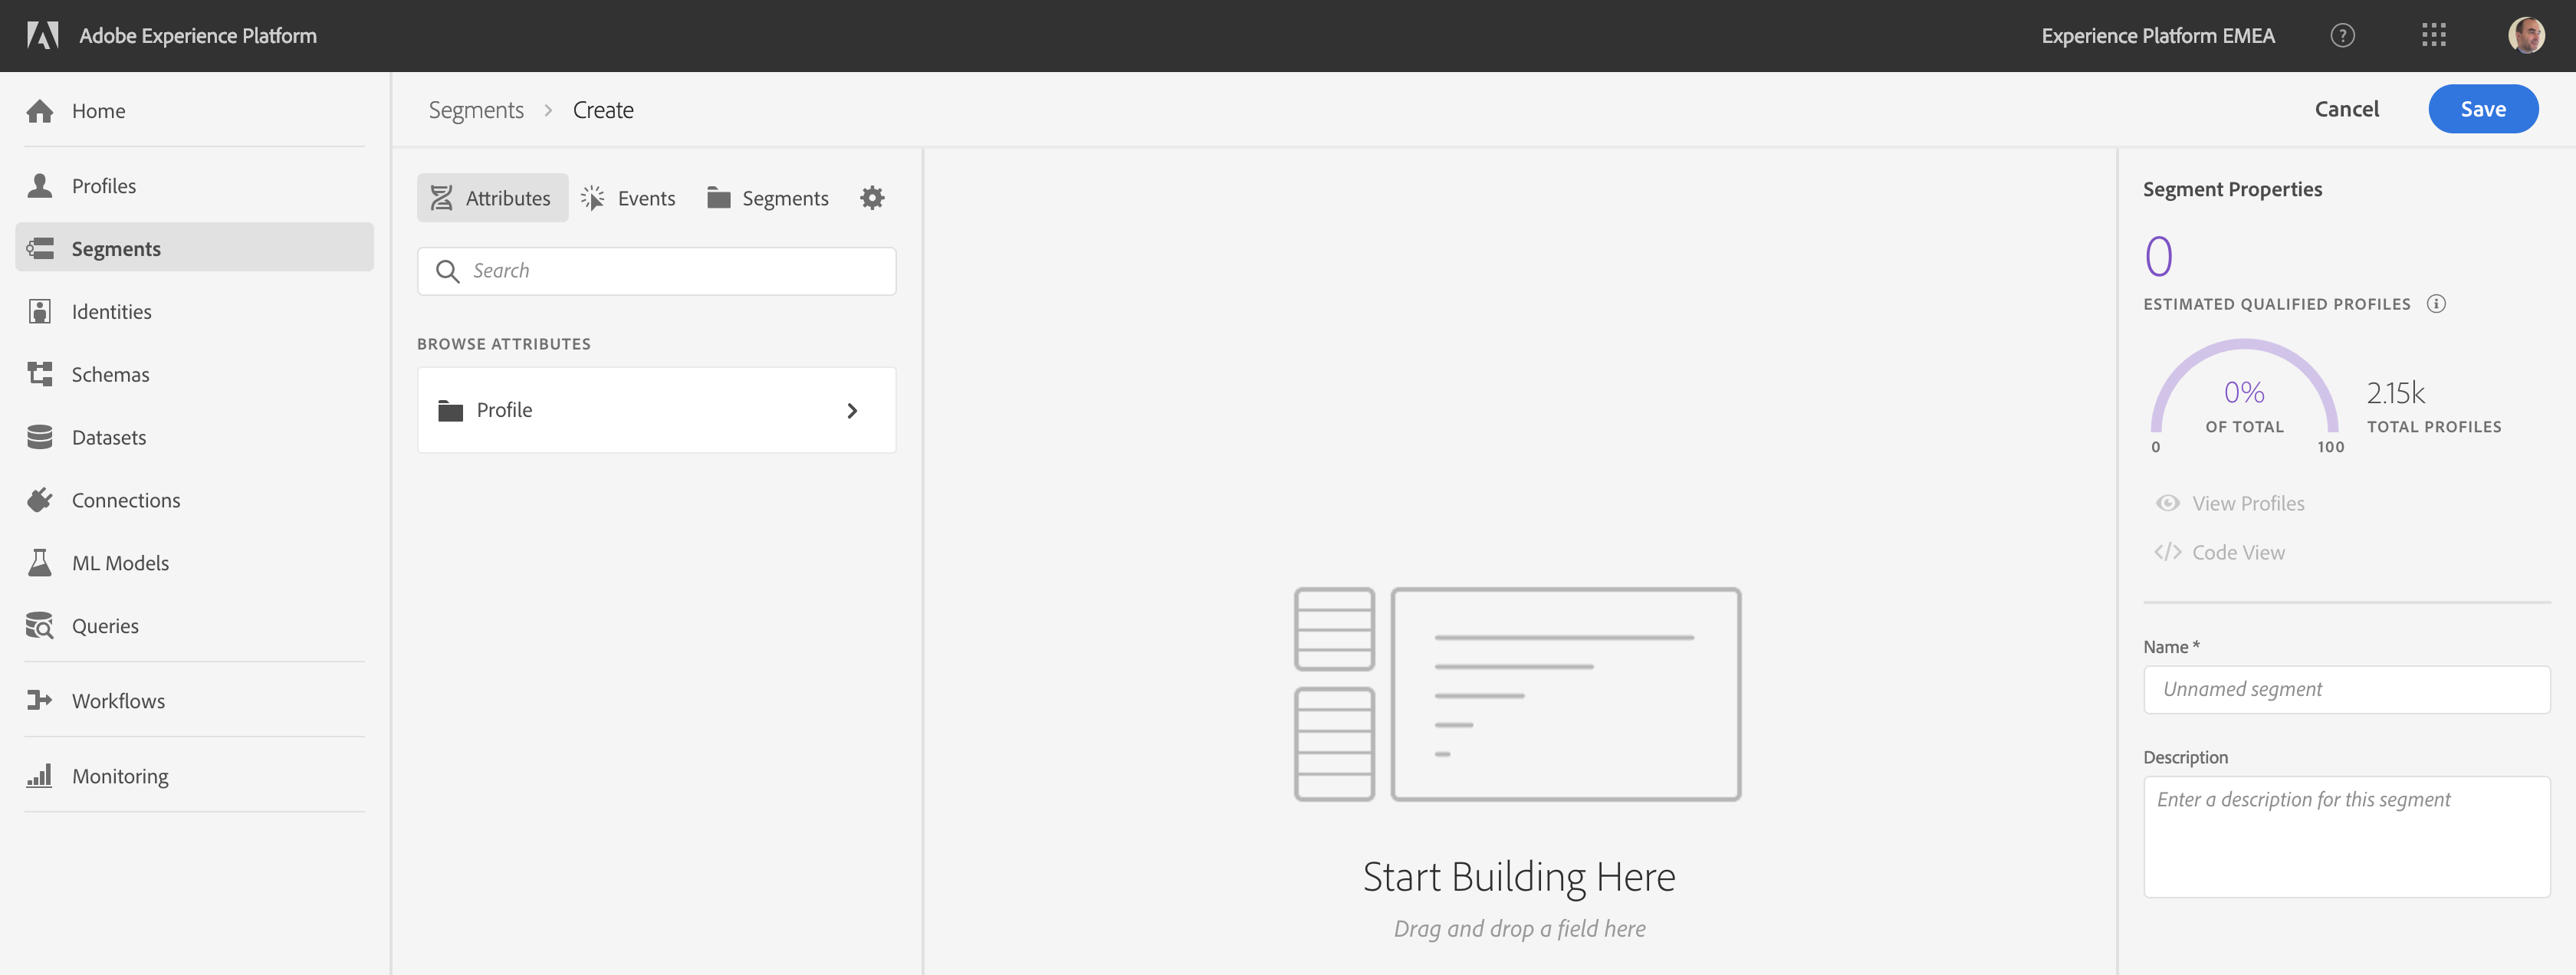 Adobe Experience Platform
Experience Platform EMEA
?
Home
Profiles
Segments
Identities
Schemas
Datasets
Connections
ML Models
Queries
Workflows
Monitoring
Segments > Create
Cancel
Save
Attributes
Events
Segments
Search
BROWSE ATTRIBUTES
Profile
Start Building Here
Drag and drop a field here
Segment Properties
0
ESTIMATED QUALIFIED PROFILES
0%
OF TOTAL
0
100
2.15k
TOTAL PROFILES
View Profiles
</> Code View
Name *
Unnamed segment
Description
Enter a description for this segment